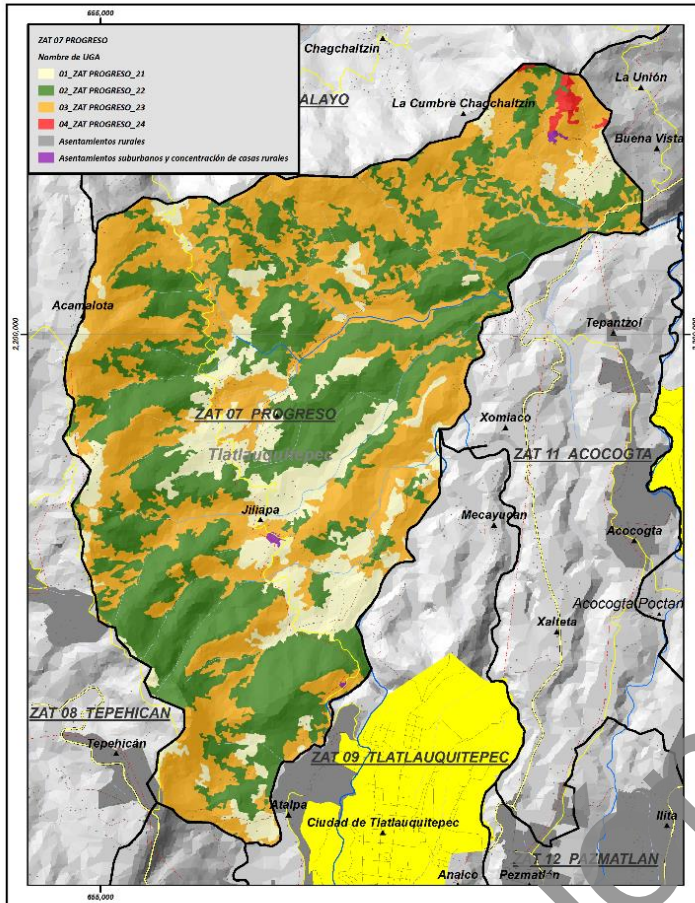 655,000
ZAT 07 PROGRESO
Nombre de UGA
01_ZAT PROGRESO_21
02_ZAT PROGRESO_22
03_ZAT PROGRESO_23
04_ZAT PROGRESO_24
Asentamientos rurales
Asentamientos suburbanos y concentración de casas rurales
Chagchaltzin
ALAYO
La Cumbre Chagchaltzin
La Unión
Buena Vista
Acamalota
Tepantzol
ZAT 07 PROGRESO
Xomiaco
Tlatlauquitepec
ZAT 11 ACOCOGTA
Jiliapa
Mecayucan
Acocogta
Acocogta Poctan
Xalteta
ZAT 08 TEPEHICAN
Tepehicán
ZAT 09 TLATLAUQUITEPEC
Atalpa
Ciudad de Tlatlauquitepec
Ilita
ZAT 12 PAZMATLAN
Analco
Pezmatlán
655,000